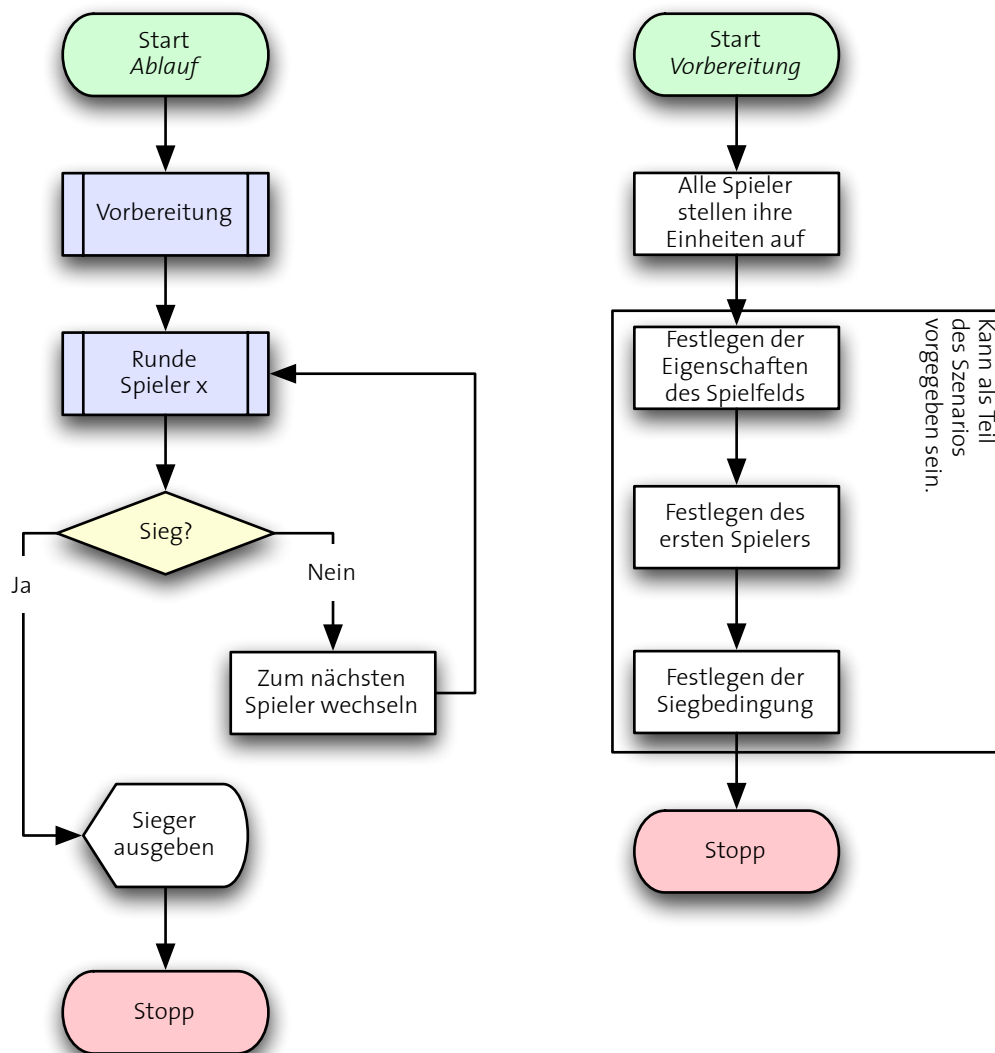 Start
Ablauf
Vorbereitung
Runde
Spieler x
Sieg?
Ja
Nein
Zum nächsten
Spieler wechseln
Sieger
ausgeben
Stopp
Start
Vorbereitung
Alle Spieler
stellen ihre
Einheiten auf
Festlegen der
Eigenschaften
des Spielfelds
Kann als Teil
des Szenarios
vorgegeben sein.
Festlegen des
ersten Spielers
Festlegen der
Siegbedingung
Stopp